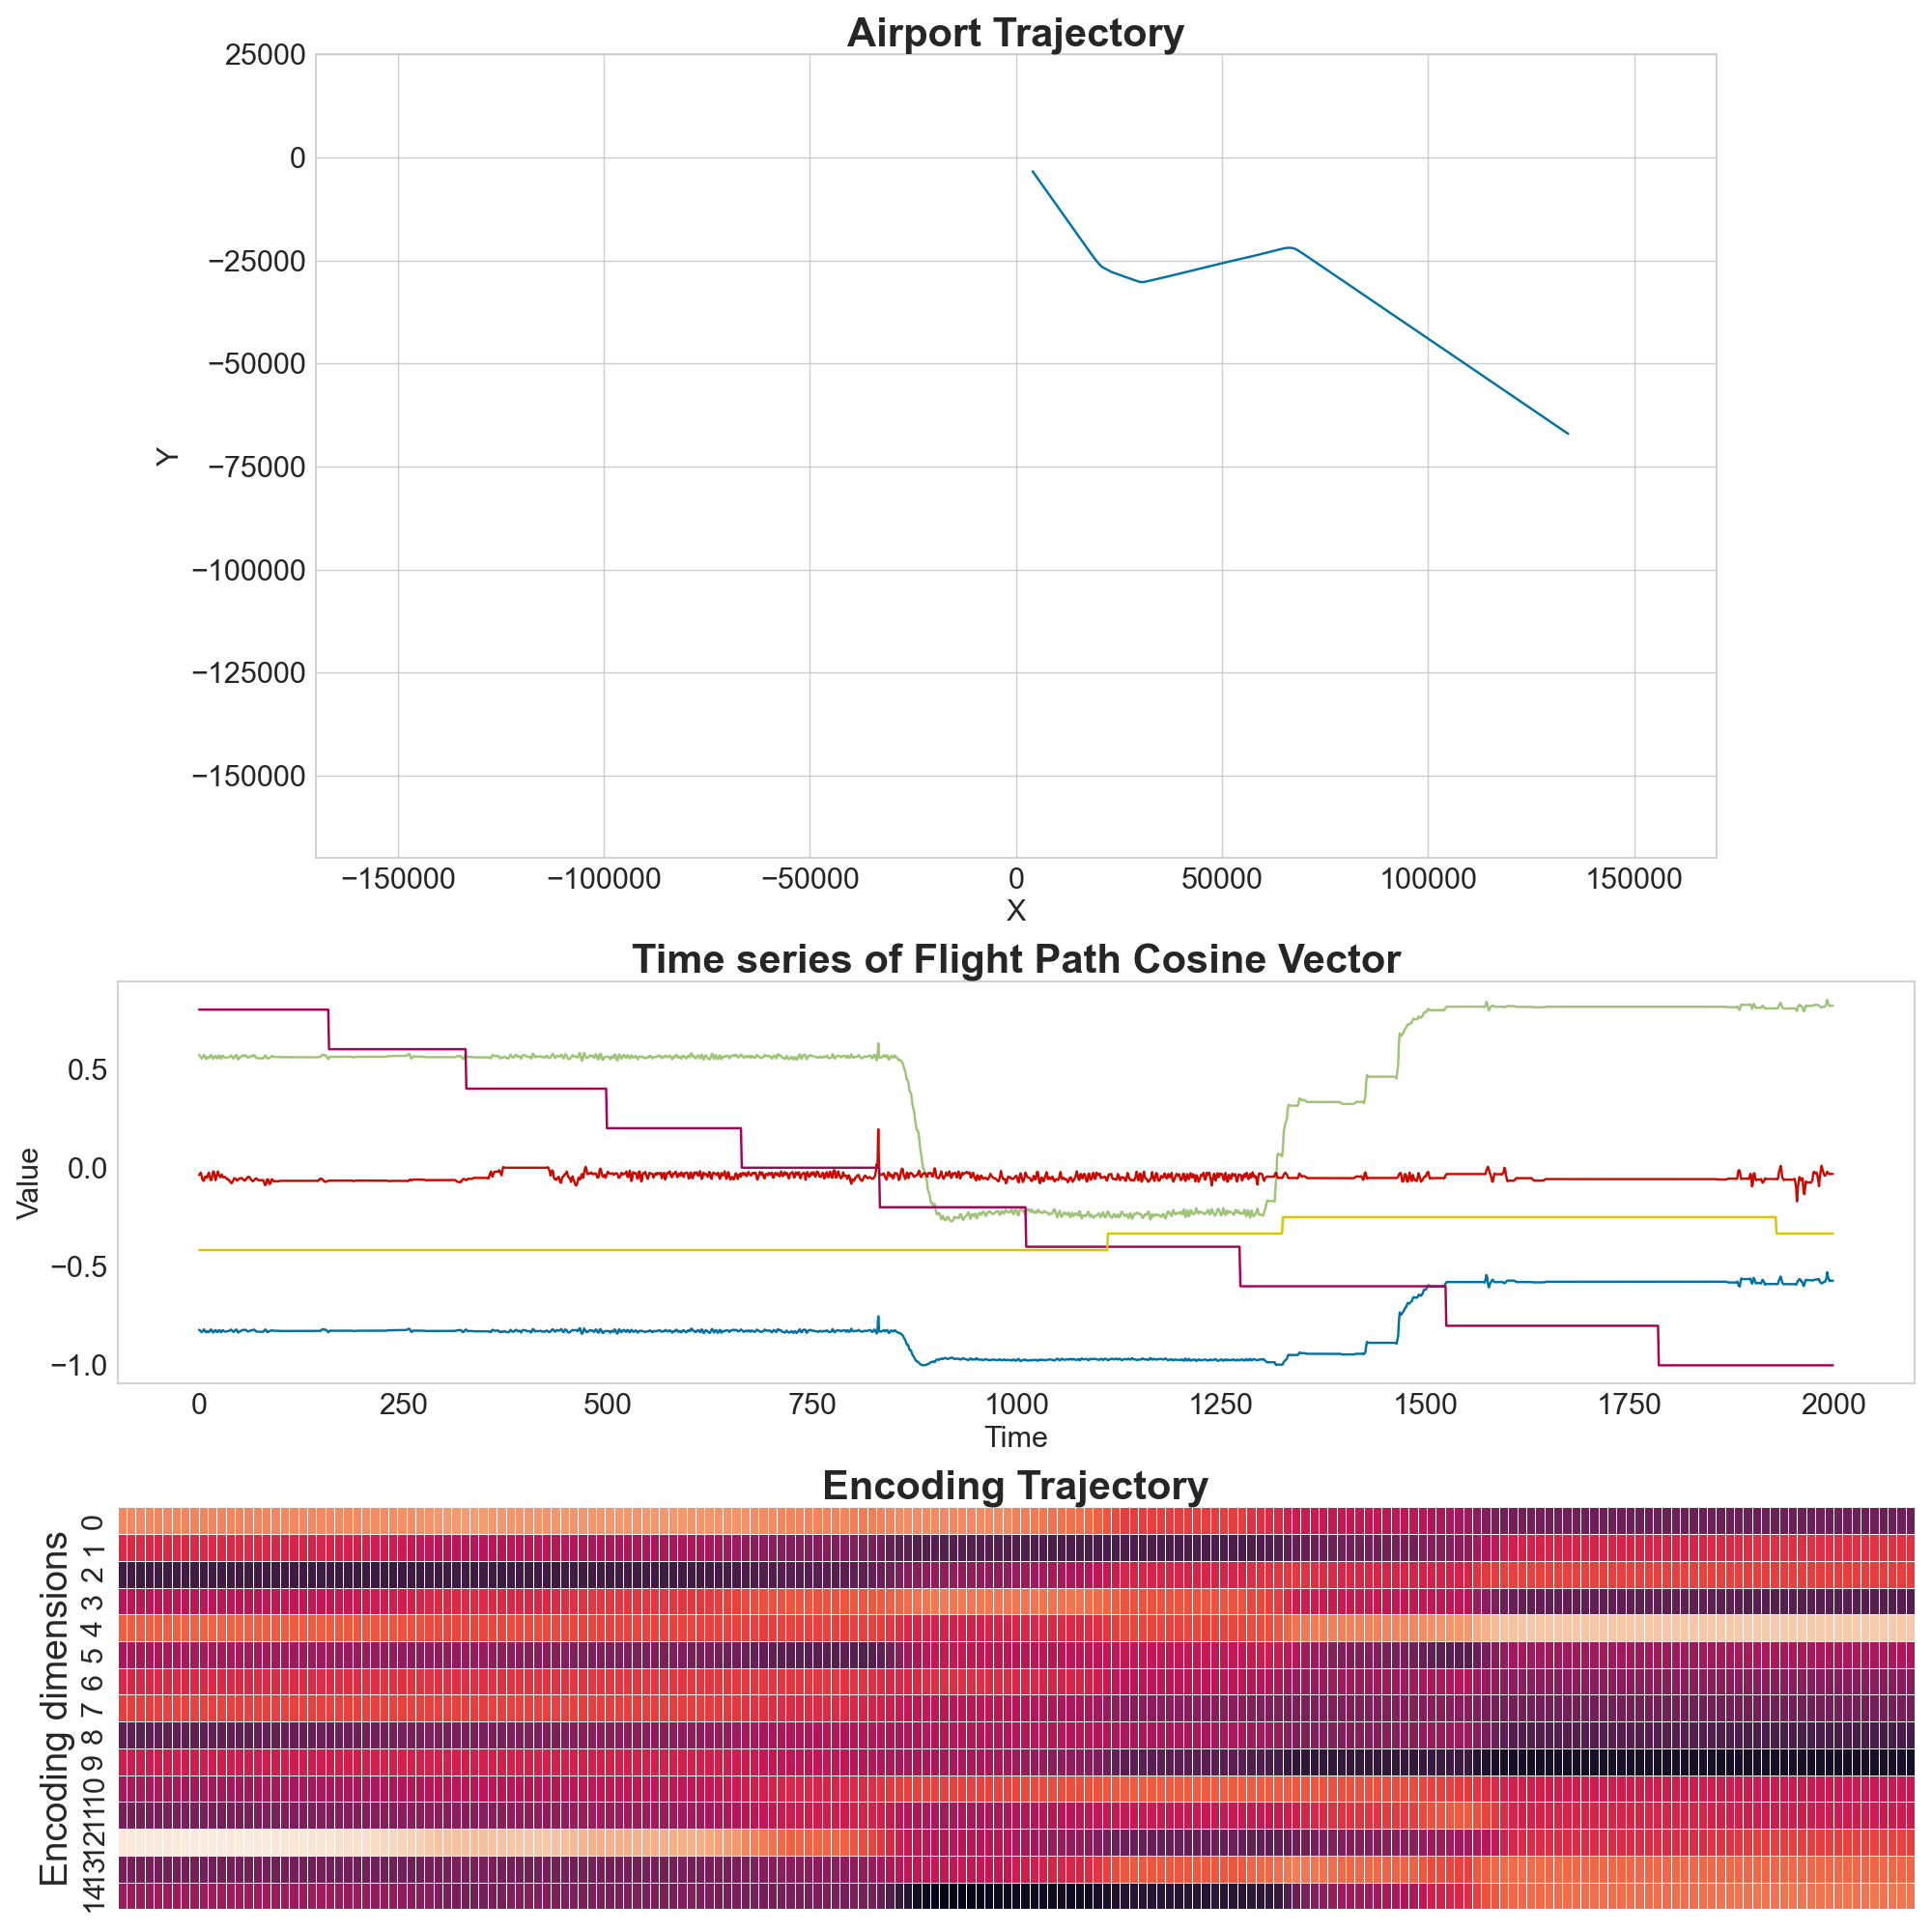 Airport Trajectory
25000
0
−25000
−50000
−75000
−100000
−125000
−150000
Y
−150000 −100000 −50000 0 50000 100000 150000
X
Time series of Flight Path Cosine Vector
0.5
0.0
−0.5
−1.0
Value
0 250 500 750 1000 1250 1500 1750 2000
Time
Encoding Trajectory
Encoding dimensions
0
1
2
3
4
5
6
7
8
9
10
11
12
13
14